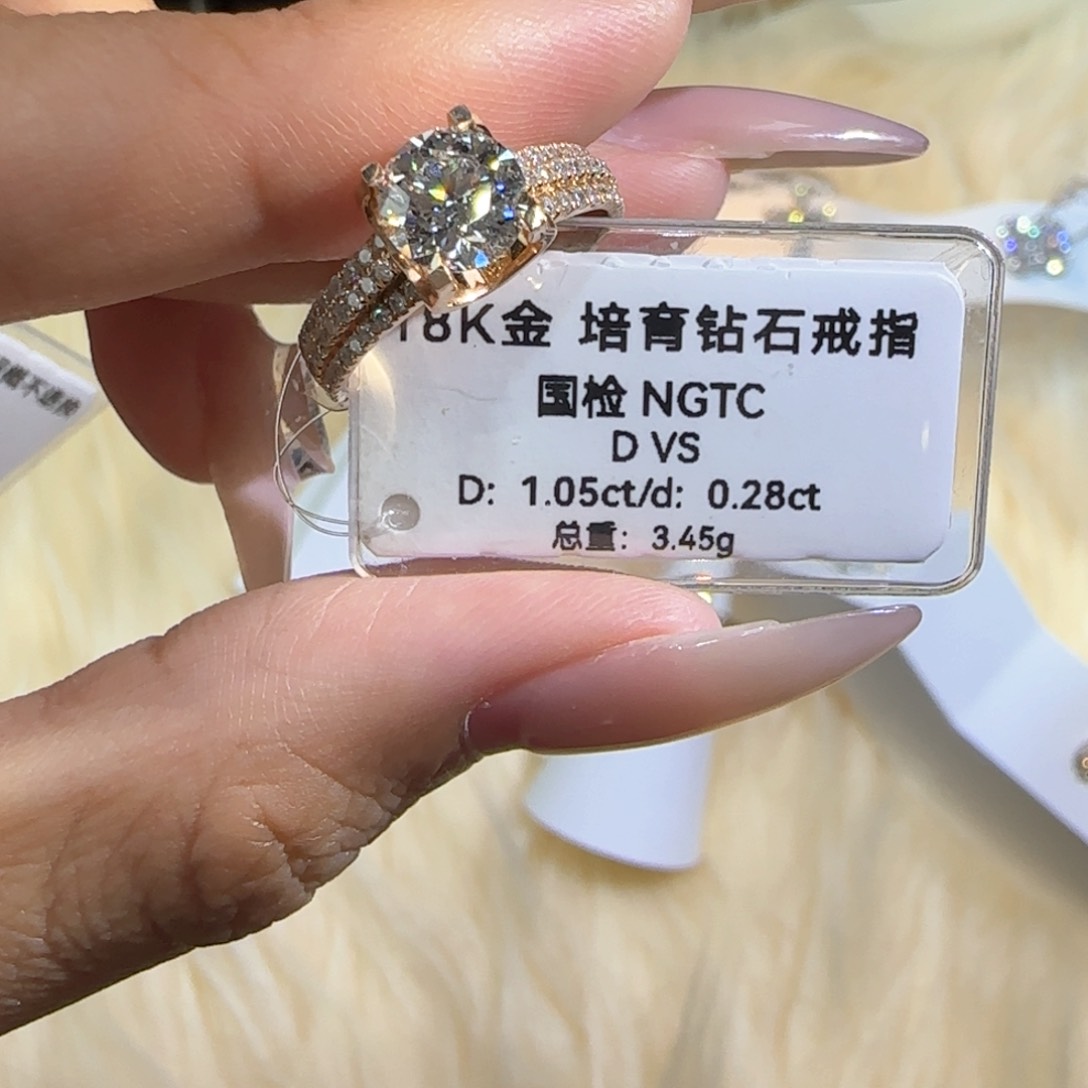 18K金 培育钻石戒指
国检 NGTC
D VS
D: 1.05ct/d: 0.28ct
总重: 3.45g